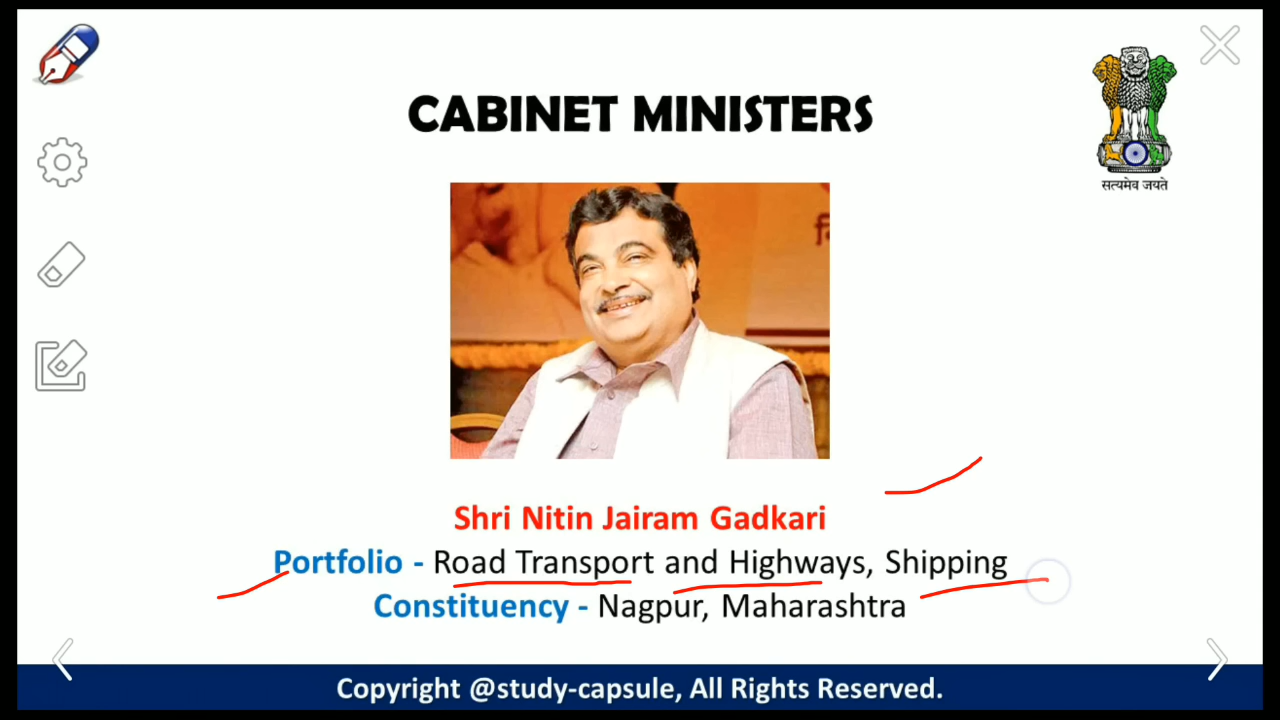 CABINET MINISTERS
सत्यमेव जयते
Shri Nitin Jairam Gadkari
Portfolio - Road Transport and Highways, Shipping
Constituency - Nagpur, Maharashtra
Copyright @study-capsule, All Rights Reserved.